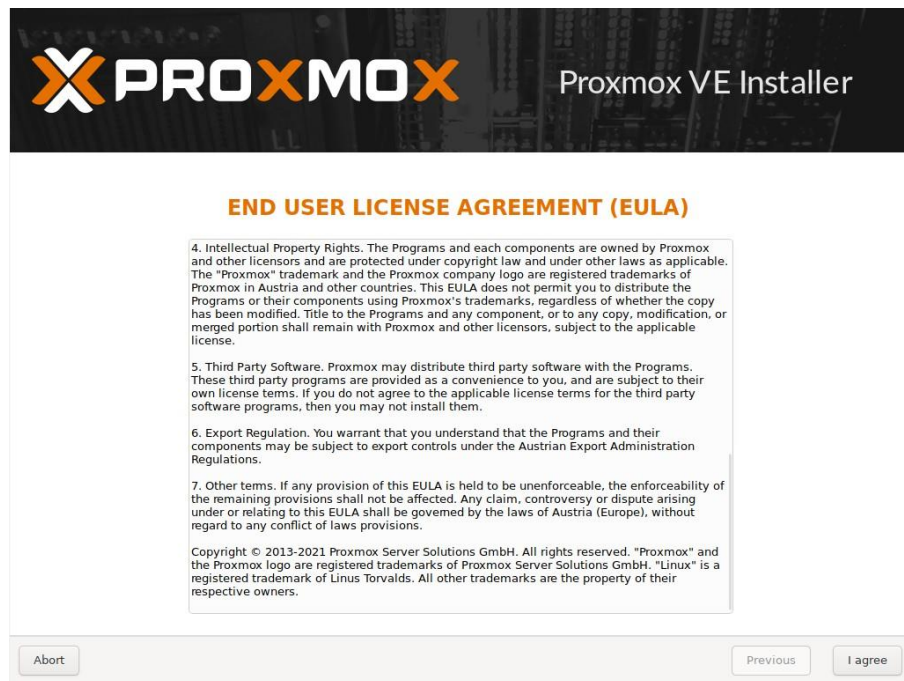 PROXMOX
Proxmox VE Installer
END USER LICENSE AGREEMENT (EULA)
4. Intellectual Property Rights. The Programs and each components are owned by Proxmox
and other licensors and are protected under copyright law and under other laws as applicable.
The "Proxmox" trademark and the Proxmox company logo are registered trademarks of
Proxmox in Austria and other countries. This EULA does not permit you to distribute the
Programs or their components using Proxmox's trademarks, regardless of whether the copy
has been modified. Title to the Programs and any component, or to any copy, modification, or
merged portion shall remain with Proxmox and other licensors, subject to the applicable
license.
5. Third Party Software. Proxmox may distribute third party software with the Programs.
These third party programs are provided as a convenience to you, and are subject to their
own license terms. If you do not agree to the applicable license terms for the third party
software programs, then you may not install them.
6. Export Regulation. You warrant that you understand that the Programs and their
components may be subject to export controls under the Austrian Export Administration
Regulations.
7. Other terms. If any provision of this EULA is held to be unenforceable, the enforceability of
the remaining provisions shall not be affected. Any claim, controversy or dispute arising
under or relating to this EULA shall be governed by the laws of Austria (Europe), without
regard to any conflict of laws provisions.
Copyright © 2013-2021 Proxmox Server Solutions GmbH. All rights reserved. "Proxmox" and
the Proxmox logo are registered trademarks of Proxmox Server Solutions GmbH. "Linux" is a
registered trademark of Linus Torvalds. All other trademarks are the property of their
respective owners.
Abort
Previous
I agree